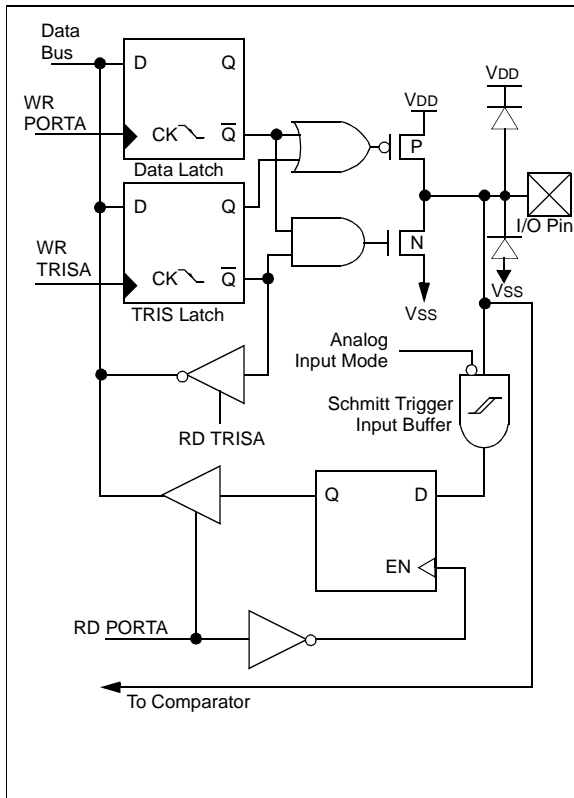 Data
Bus
D
Q
VDD
WR
PORTA
CK
Q
VDD
P
Data Latch
D
Q
I/O Pin
WR
TRISA
CK
Q
N
VSS
TRIS Latch
VSS
Analog
Input Mode
Schmitt Trigger
Input Buffer
RD TRISA
Q
D
EN
RD PORTA
To Comparator